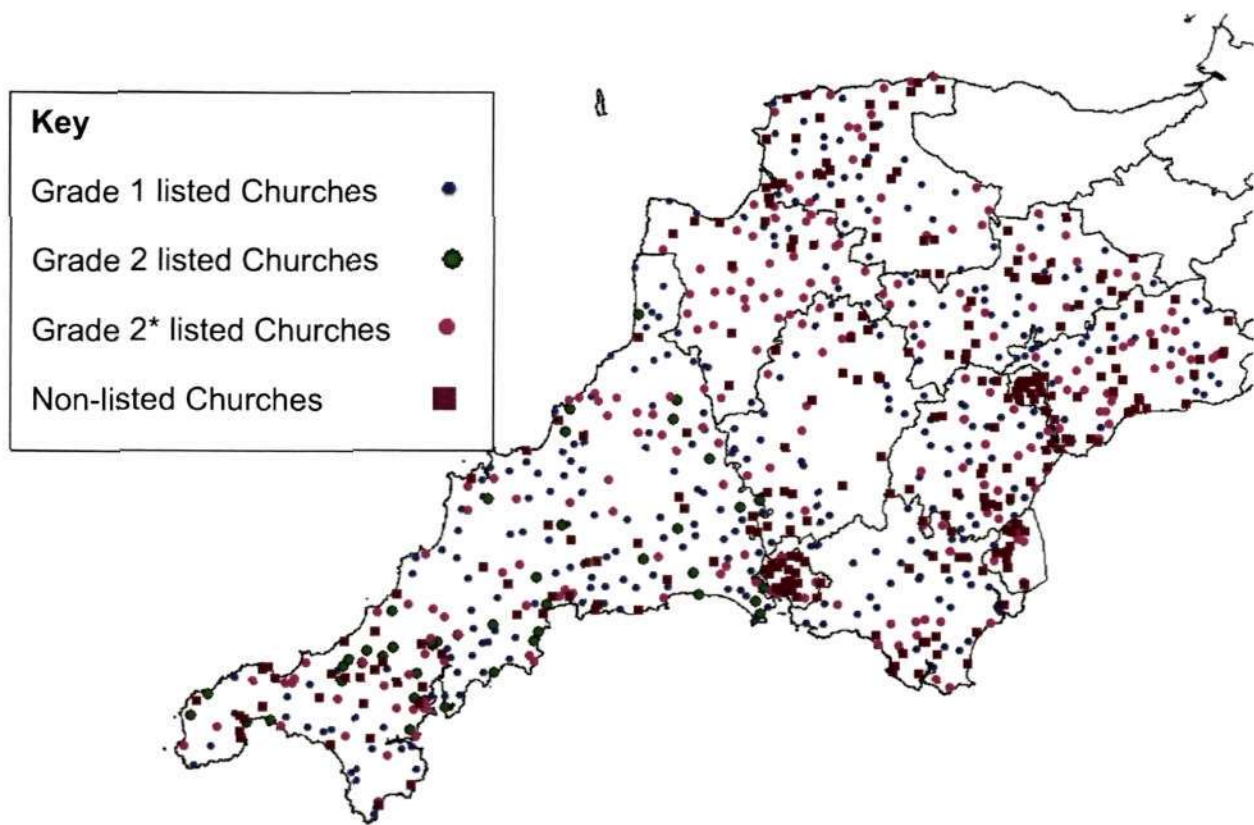 Key
Grade 1 listed Churches
Grade 2 listed Churches
Grade 2* listed Churches
Non-listed Churches